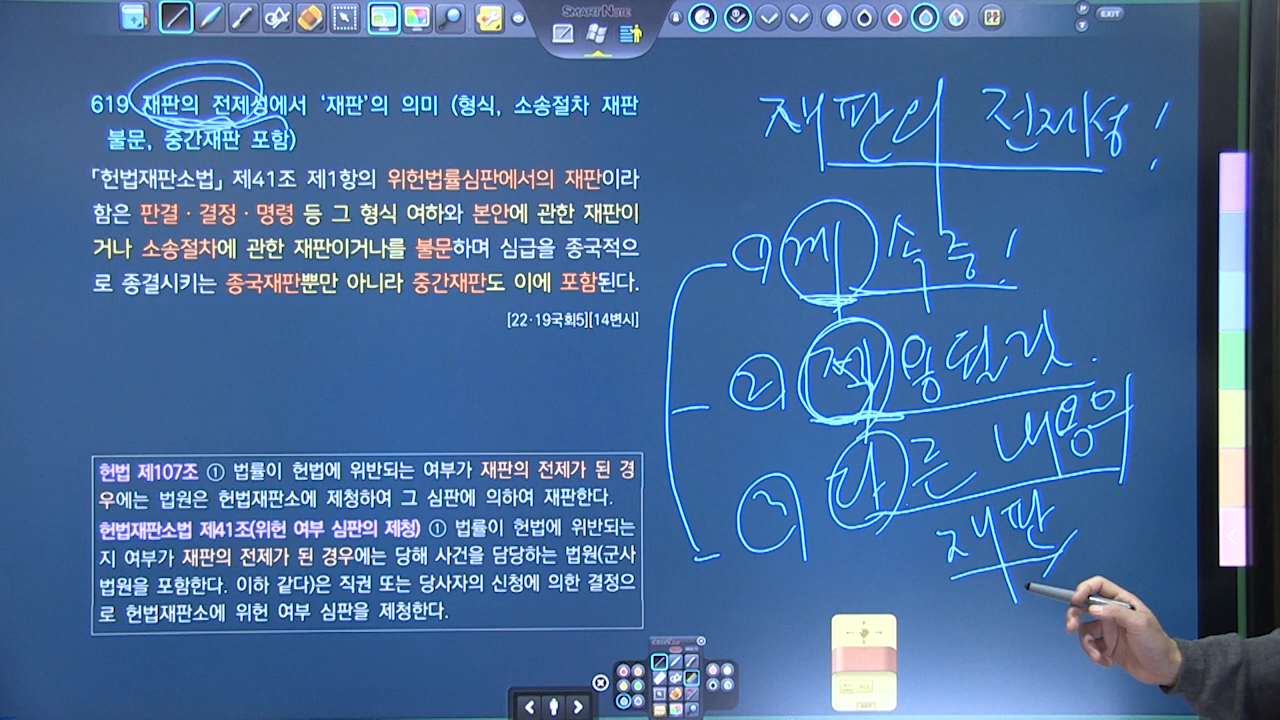 SMARTNOTE
EXIT
619 재판의 전제성에서 ‘재판’의 의미 (형식, 소송절차 재판
불문, 중간재판 포함)
「헌법재판소법」 제41조 제1항의 위헌법률심판에서의 재판이라
함은 판결·결정·명령 등 그 형식 여하와 본안에 관한 재판이
거나 소송절차에 관한 재판이거나를 불문하며 심급을 종국적으
로 종결시키는 종국재판뿐만 아니라 중간재판도 이에 포함된다.
[22·19국회5][14변시]
헌법 제107조 ① 법률이 헌법에 위반되는 여부가 재판의 전제가 된 경
우에는 법원은 헌법재판소에 제청하여 그 심판에 의하여 재판한다.
헌법재판소법 제41조(위헌 여부 심판의 제청) ① 법률이 헌법에 위반되는
지 여부가 재판의 전제가 된 경우에는 당해 사건을 담당하는 법원(군사
법원을 포함한다. 이하 같다)은 직권 또는 당사자의 신청에 의한 결정으
로 헌법재판소에 위헌 여부 심판을 제청한다.
재판의 전제성!
① 계속중!
② 적용될 것.
③ 다른 내용의
재판